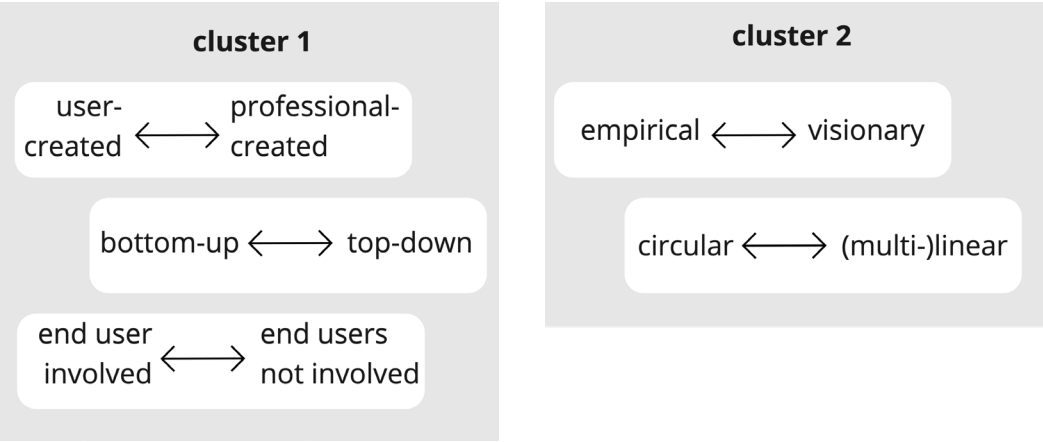 cluster 1
user-
created
professional-
created
bottom-up
top-down
end user
involved
end users
not involved
cluster 2
empirical
visionary
circular
(multi-)linear